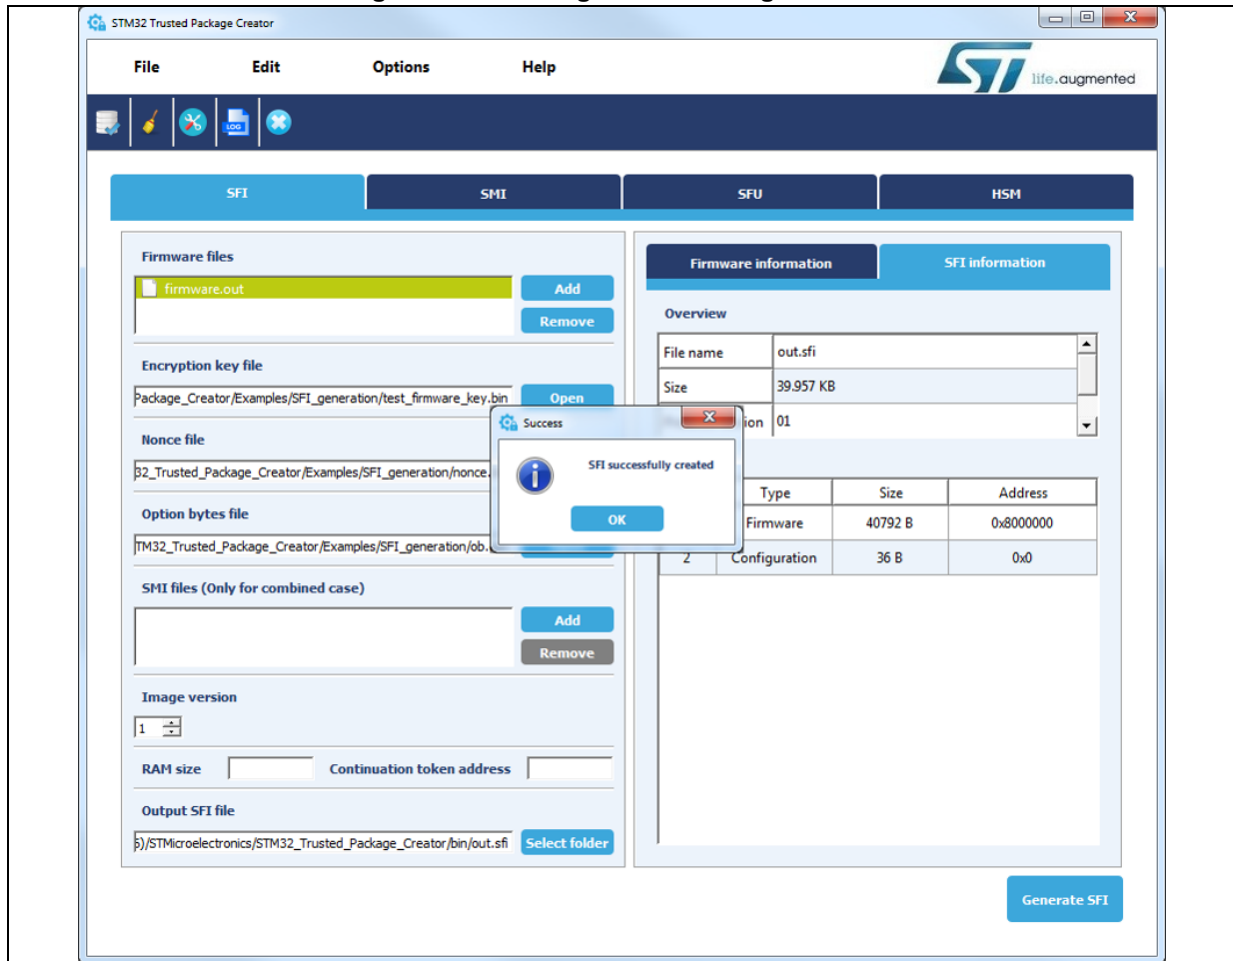 STM32 Trusted Package Creator
File Edit Options Help
life.augmented
LOG
SFI SMI SFU HSM
Firmware files
firmware.out
Add
Remove
Encryption key file
Package_Creator/Examples/SFI_generation/test_firmware_key.bin
Open
Nonce file
32_Trusted_Package_Creator/Examples/SFI_generation/nonce.
Option bytes file
TM32_Trusted_Package_Creator/Examples/SFI_generation/ob.
SMI files (Only for combined case)
Add
Remove
Image version
1
RAM size Continuation token address
Output SFI file
)/STMicroelectronics/STM32_Trusted_Package_Creator/bin/out.sfi
Select folder
Firmware information SFI information
Overview
File name out.sfi
Size 39.957 KB
ion 01
Type Size Address
Firmware 40792 B 0x8000000
2 Configuration 36 B 0x0
Success
SFI successfully created
OK
Generate SFI